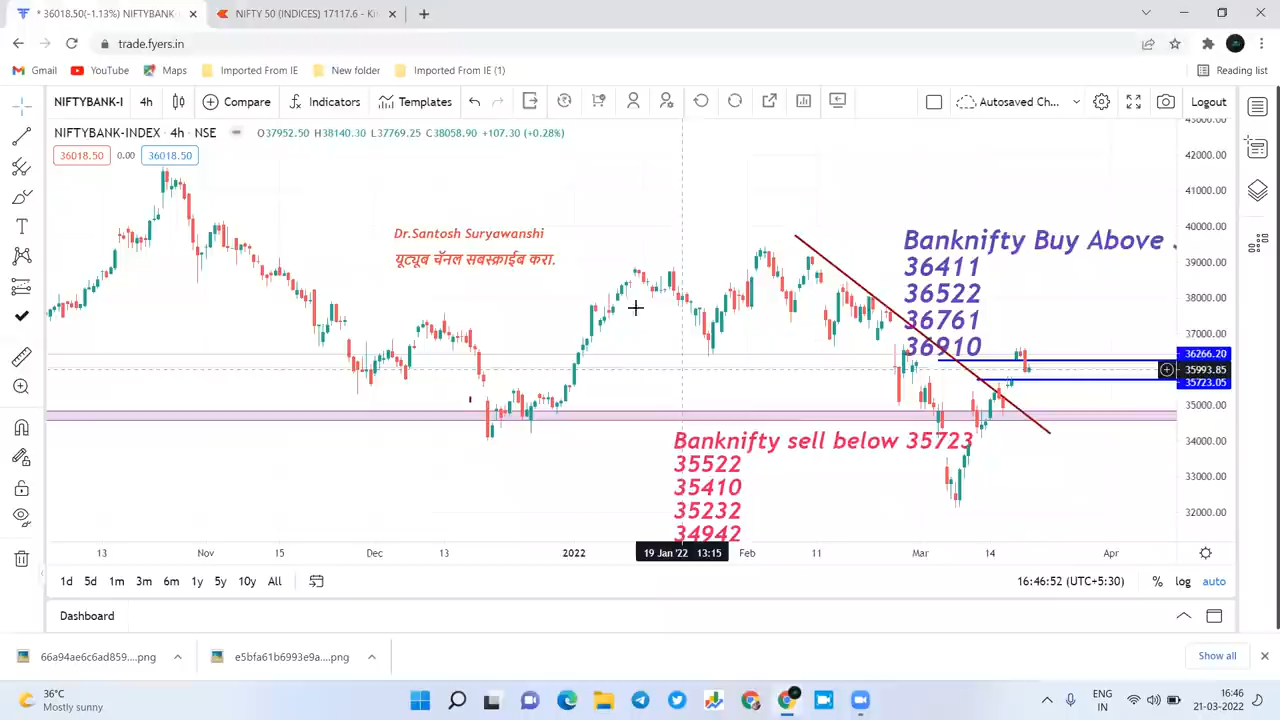 * 36018.50(-1.13%) NIFTYBANK-
NIFTY 50 (INDICES) 17117.6 - Ki
trade.fyers.in
Gmail
YouTube
Maps
Imported From IE
New folder
Imported From IE (1)
Reading list
NIFTYBANK-I
4h
Compare
Indicators
Templates
Autosaved Ch...
Logout
NIFTYBANK-INDEX • 4h • NSE
O37952.50 H38140.30 L37769.25 C38058.90 +107.30 (+0.28%)
36018.50 0.00 36018.50
43000.00
42000.00
41000.00
40000.00
39000.00
38000.00
37000.00
36266.20
35993.85
35723.05
35000.00
34000.00
33000.00
32000.00
Dr.Santosh Suryawanshi
यूट्यूब चॅनल सबस्क्राईब करा.
Banknifty Buy Above
36411
36522
36761
36910
Banknifty sell below 35723
35522
35410
35232
34942
13 Nov 15 Dec 13 2022 19 Jan '22 13:15 Feb 11 Mar 14 Apr
1d 5d 1m 3m 6m 1y 5y 10y All
16:46:52 (UTC+5:30) % log auto
Dashboard
66a94ae6c6ad859....png
e5bfa61b6993e9a....png
Show all
36°C
Mostly sunny
ENG
IN
16:46
21-03-2022